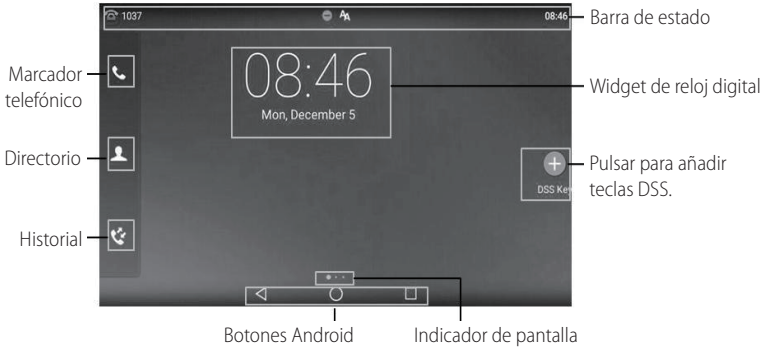 1037
AA
08:46
Barra de estado
08:46
Mon, December 5
Widget de reloj digital
Marcador
telefónico
Directorio
Historial
Pulsar para añadir
teclas DSS.
DSS Key
Botones Android
Indicador de pantalla